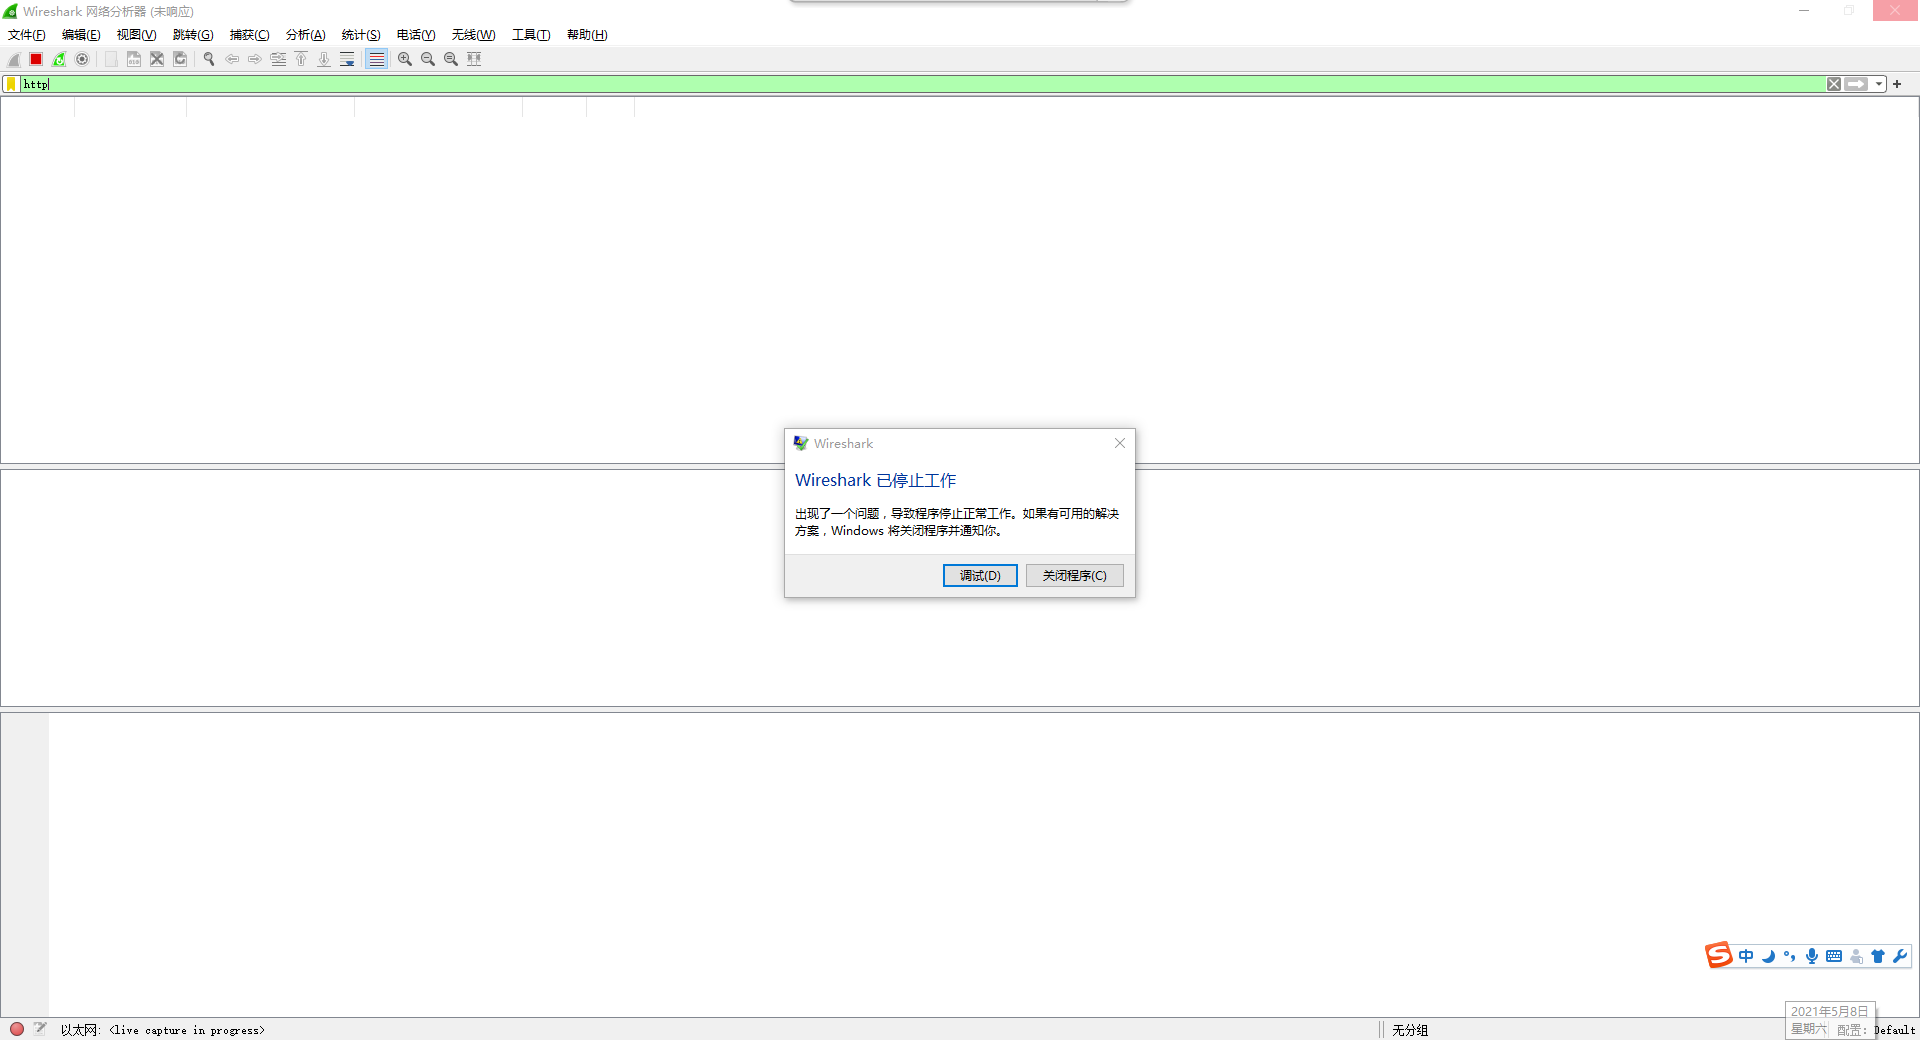 Wireshark 网络分析器 (未响应)
文件(F) 编辑(E) 视图(V) 跳转(G) 捕获(C) 分析(A) 统计(S) 电话(Y) 无线(W) 工具(T) 帮助(H)
http
Wireshark
Wireshark 已停止工作
出现了一个问题，导致程序停止正常工作。如果有可用的解决
方案，Windows 将关闭程序并通知你。
调试(D) 关闭程序(C)
中
2021年5月8日
星期六
以太网: <live capture in progress> 无分组 配置: Default